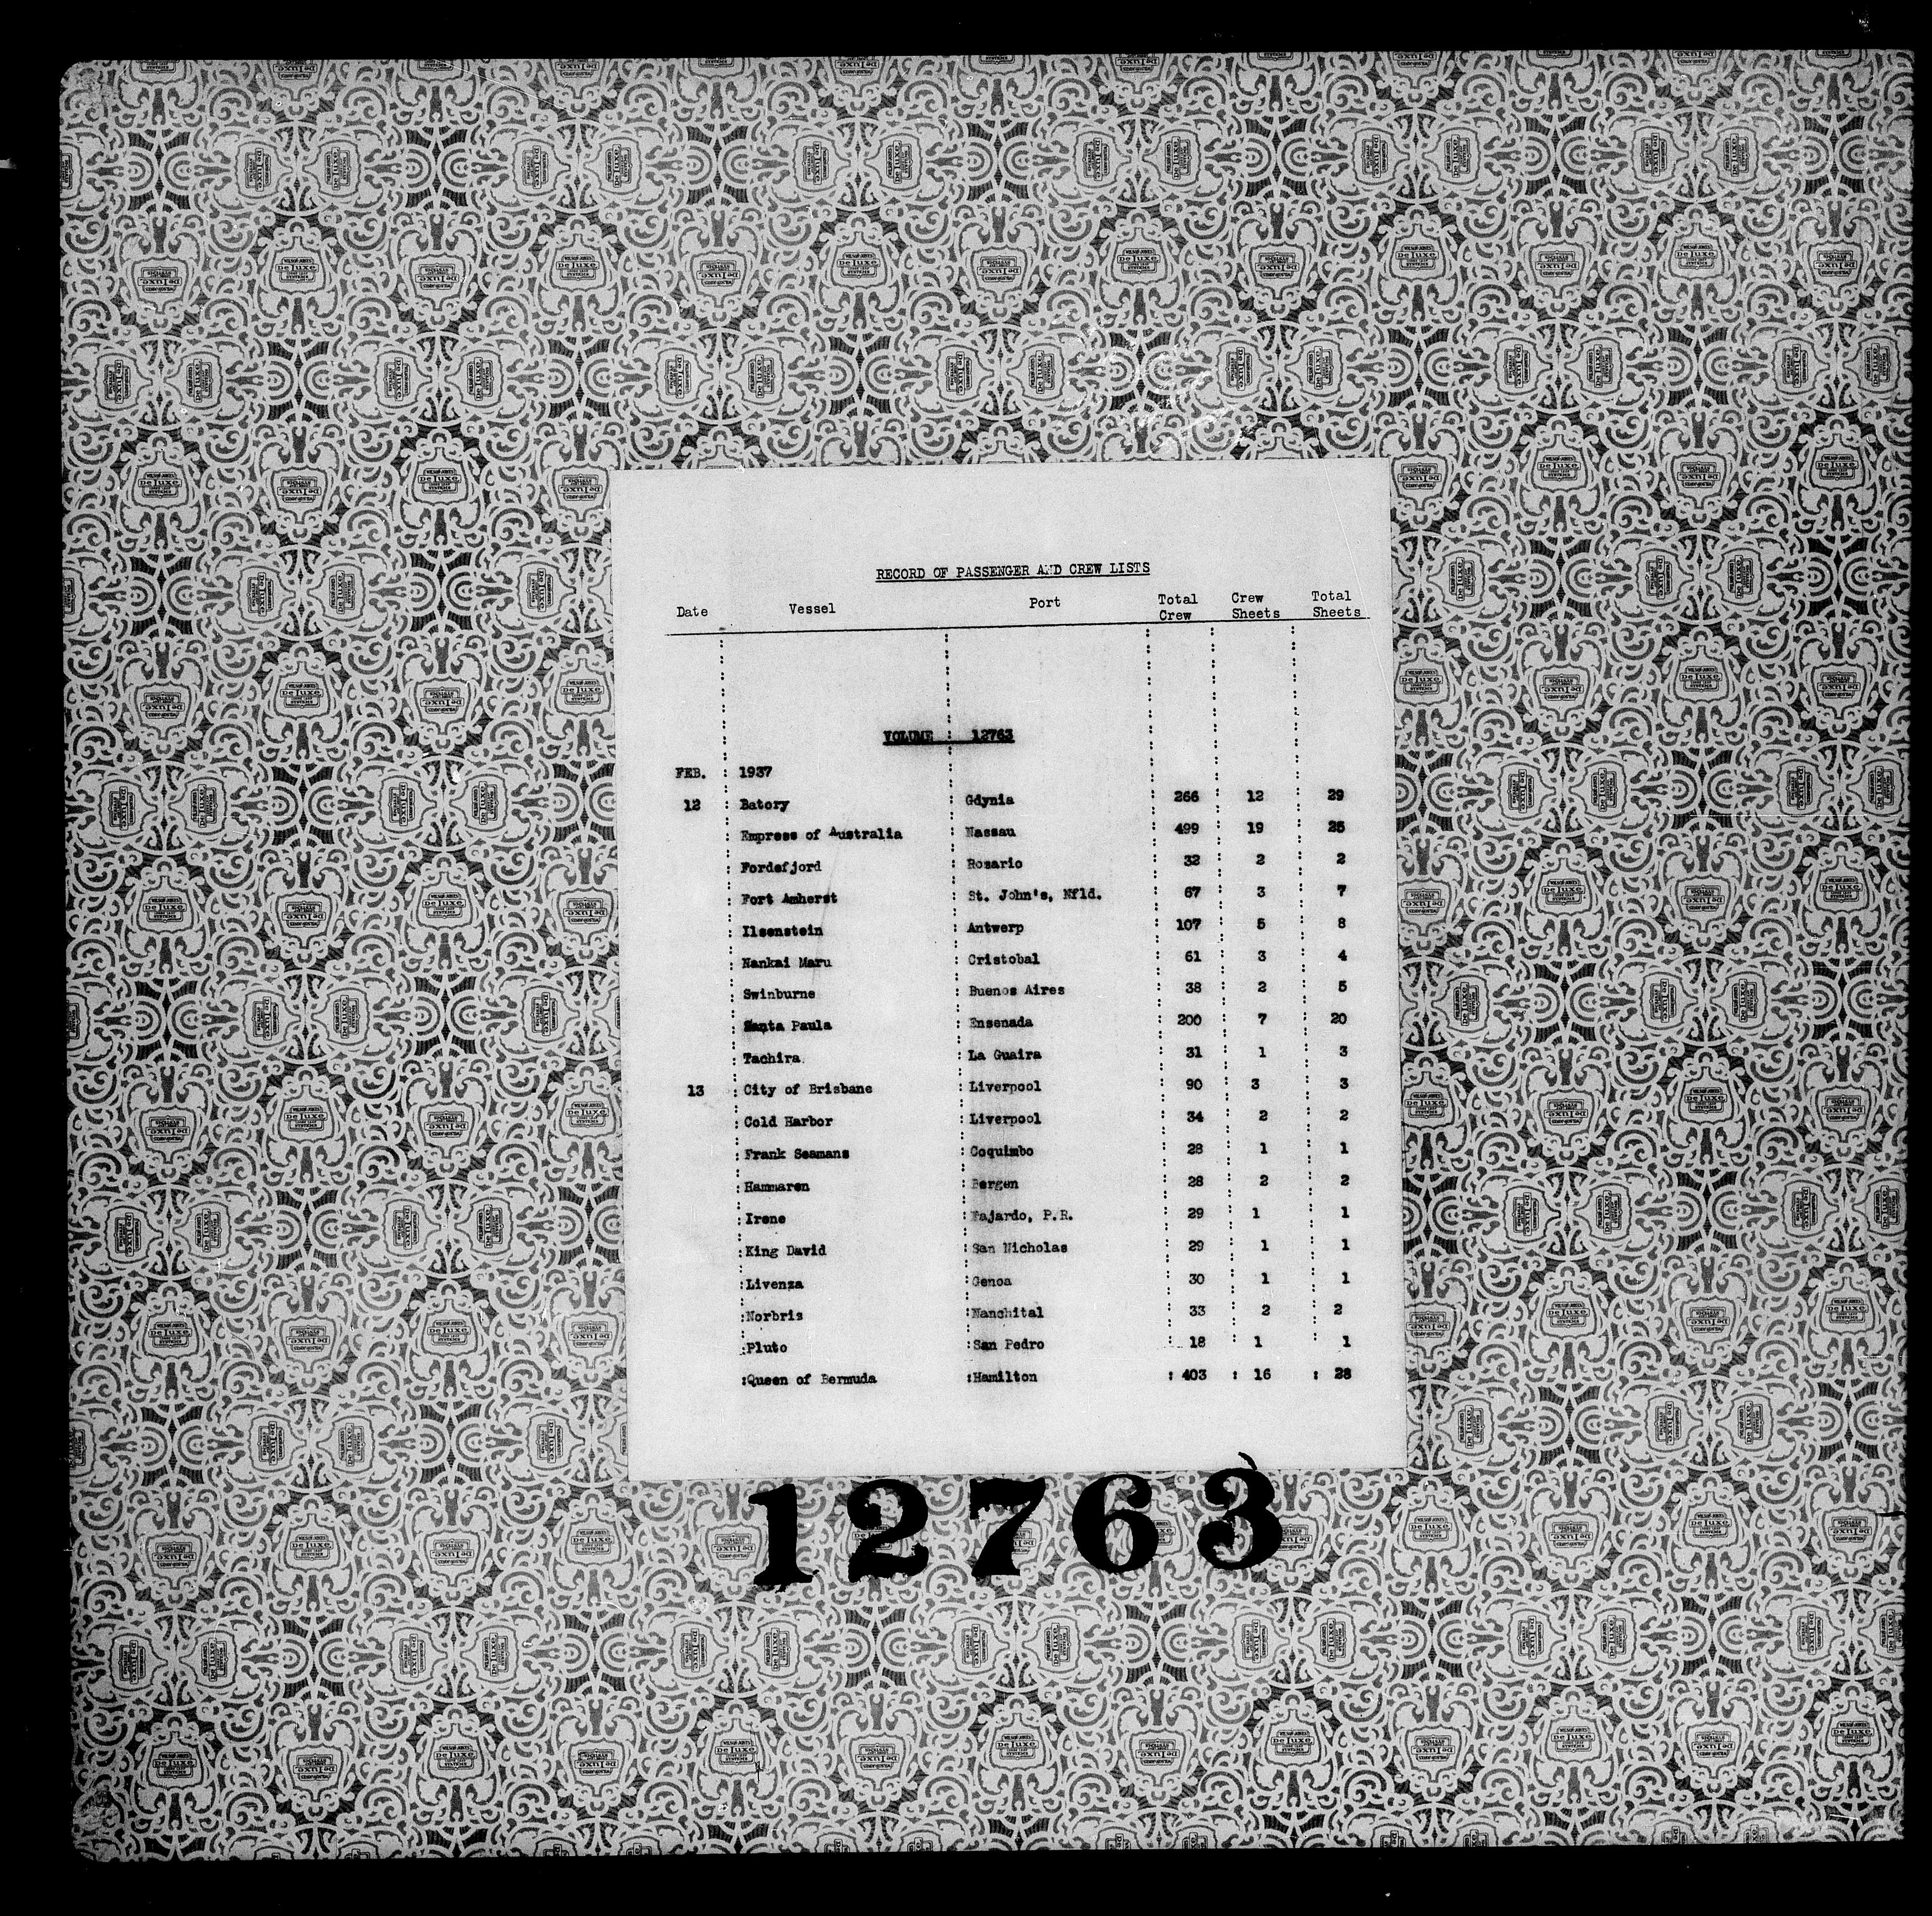 RECORD OF PASSENGER AND CREW LISTS
Date Vessel Port Total Crew Crew Sheets Total Sheets
VOLUME : 12763
FEB. : 1937
12 : Batory : Gdynia : 266 : 12 : 29
: Empress of Australia : Nassau : 499 : 19 : 25
: Fordefjord : Rosario : 32 : 2 : 2
: Fort Amherst : St. John's, Nfld. : 67 : 3 : 7
: Ilsenstein : Antwerp : 107 : 5 : 8
: Nankai Maru : Cristobal : 61 : 3 : 4
: Swinburne : Buenos Aires : 38 : 2 : 5
: Santa Paula : Ensenada : 200 : 7 : 20
: Tachira : La Guaira : 31 : 1 : 3
13 : City of Brisbane : Liverpool : 90 : 3 : 3
: Cold Harbor : Liverpool : 34 : 2 : 2
: Frank Seamans : Coquimbo : 28 : 1 : 1
: Hammaren : Bergen : 28 : 2 : 2
: Irene : Fajardo, P.R. : 29 : 1 : 1
: King David : San Nicholas : 29 : 1 : 1
: Livenza : Genoa : 30 : 1 : 1
: Norbris : Nanchital : 33 : 2 : 2
: Pluto : San Pedro : 18 : 1 : 1
: Queen of Bermuda : Hamilton : 403 : 16 : 28
12763